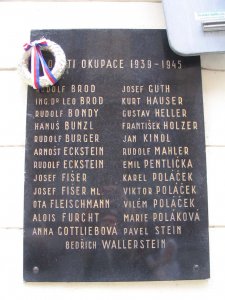 OBĚTI OKUPACE 1939-1945
RUDOLF BROD
ING DR LEO BROD
RUDOLF BONDY
HANUŠ BUNZL
RUDOLF BURGER
ARNOŠT ECKSTEIN
RUDOLF ECKSTEIN
JOSEF FIŠER
JOSEF FIŠER ML.
OTA FLEISCHMANN
ALOIS FURCHT
ANNA GOTTLIEBOVÁ
JOSEF GUTH
KURT HAUSER
GUSTAV HELLER
FRANTIŠEK HOLZER
JAN KINDL
RUDOLF MAHLER
EMIL PENTLIČKA
KAREL POLÁČEK
VIKTOR POLÁČEK
VILÉM POLÁČEK
MARIE POLÁKOVÁ
PAVEL STEIN
BEDŘICH WALLERSTEIN